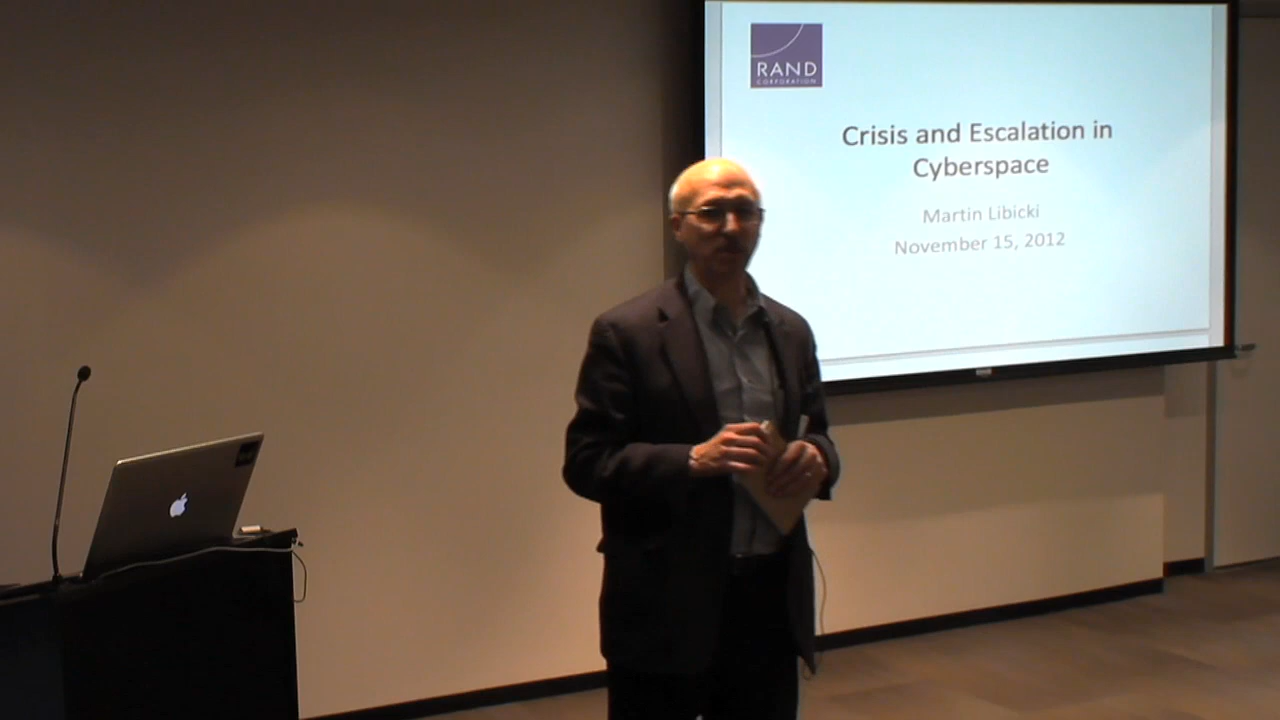 RAND
CORPORATION
Crisis and Escalation in
Cyberspace
Martin Libicki
November 15, 2012